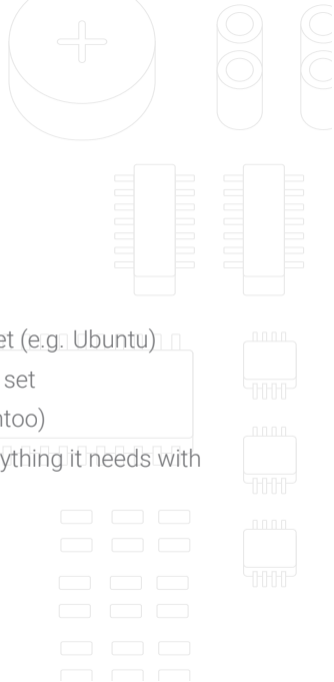 et (e.g. Ubuntu)
set
ntoo)
ything it needs with